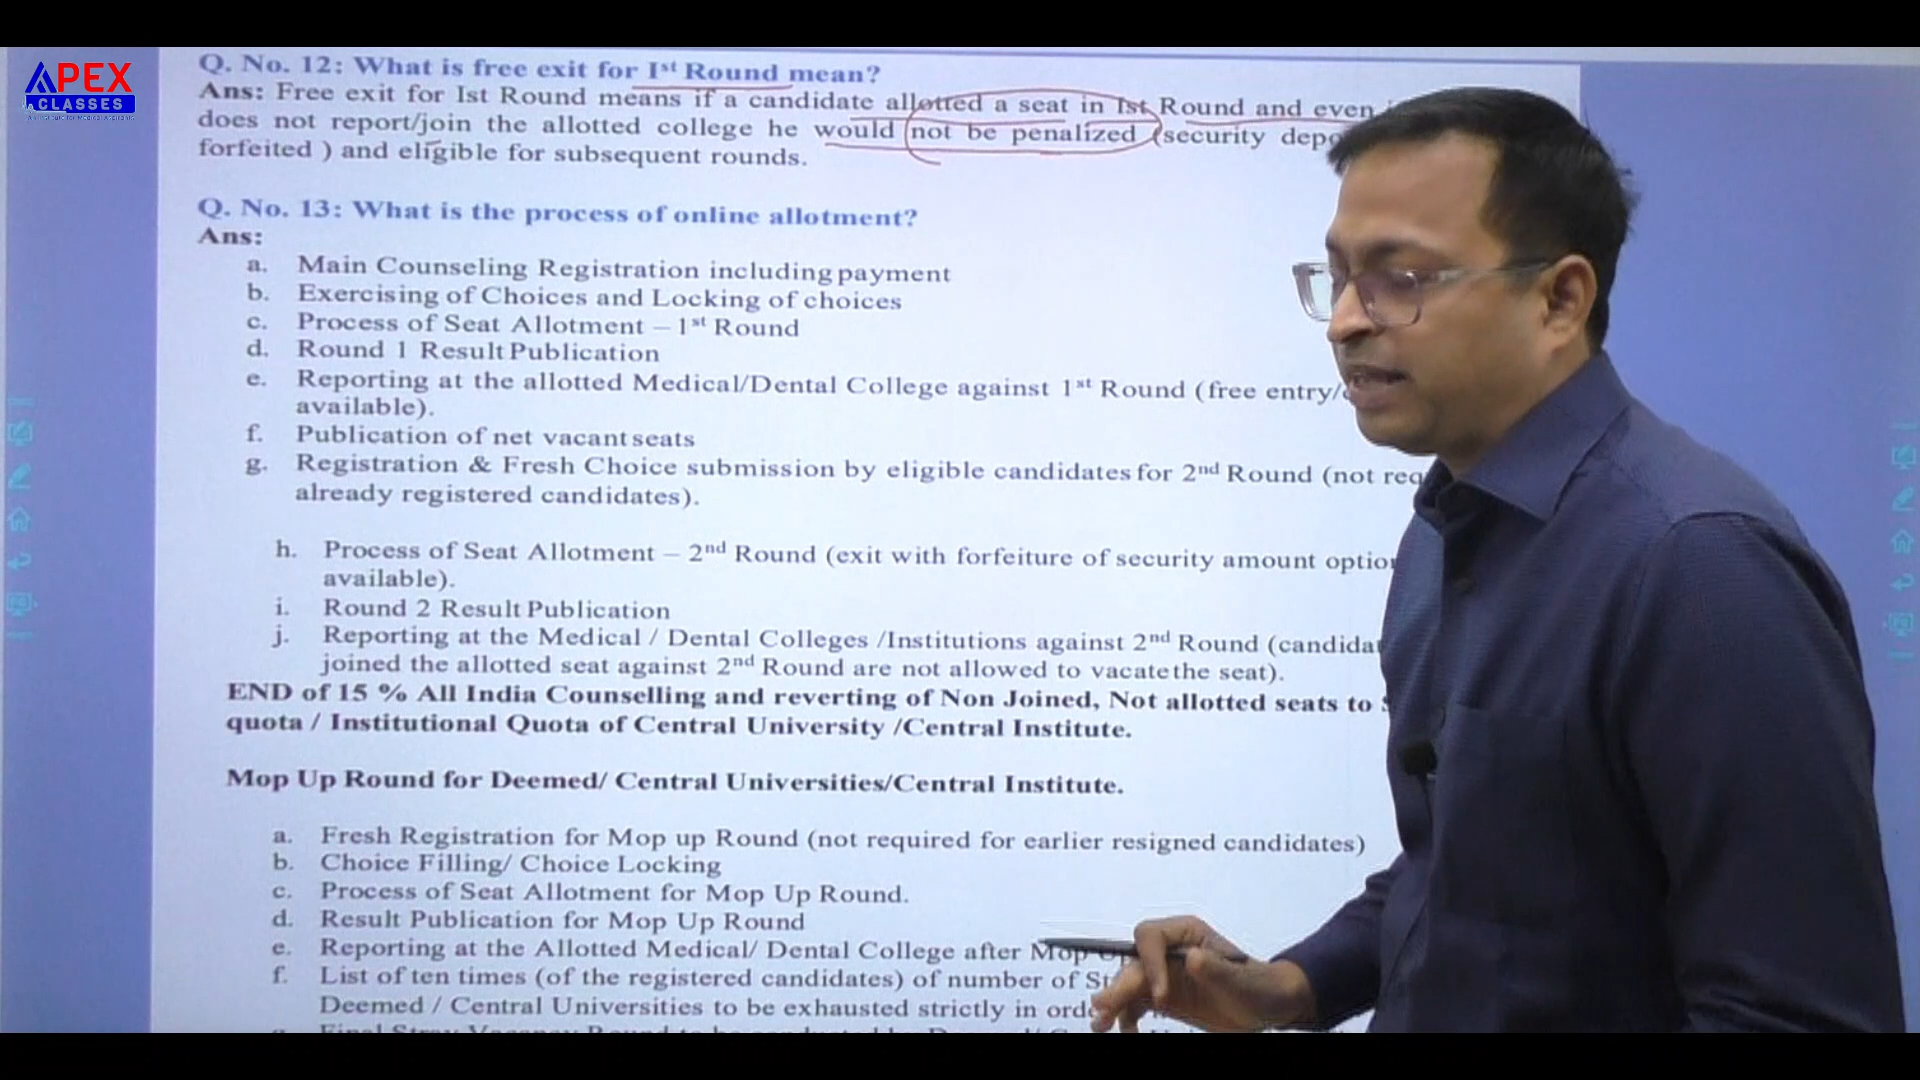 APEX
CLASSES
Q. No. 12: What is free exit for Ist Round mean?
Ans: Free exit for Ist Round means if a candidate allotted a seat in Ist Round and even
does not report/join the allotted college he would not be penalized (security
forfeited ) and eligible for subsequent rounds.
Q. No. 13: What is the process of online allotment?
Ans:
a. Main Counseling Registration including payment
b. Exercising of Choices and Locking of choices
c. Process of Seat Allotment – 1st Round
d. Round 1 Result Publication
e. Reporting at the allotted Medical/Dental College against 1st Round (free entry/
available).
f. Publication of net vacant seats
g. Registration & Fresh Choice submission by eligible candidates for 2nd Round (not
already registered candidates).
h. Process of Seat Allotment – 2nd Round (exit with forfeiture of security amount
available).
i. Round 2 Result Publication
j. Reporting at the Medical / Dental Colleges /Institutions against 2nd Round
joined the allotted seat against 2nd Round are not allowed to vacate the seat).
END of 15 % All India Counselling and reverting of Non Joined, Not allotted seats to
quota / Institutional Quota of Central University /Central Institute.
Mop Up Round for Deemed/ Central Universities/Central Institute.
a. Fresh Registration for Mop up Round (not required for earlier resigned candidates)
b. Choice Filling/ Choice Locking
c. Process of Seat Allotment for Mop Up Round.
d. Result Publication for Mop Up Round
e. Reporting at the Allotted Medical/ Dental College after Mop
f. List of ten times (of the registered candidates) of number of
Deemed / Central Universities to be exhausted strictly in